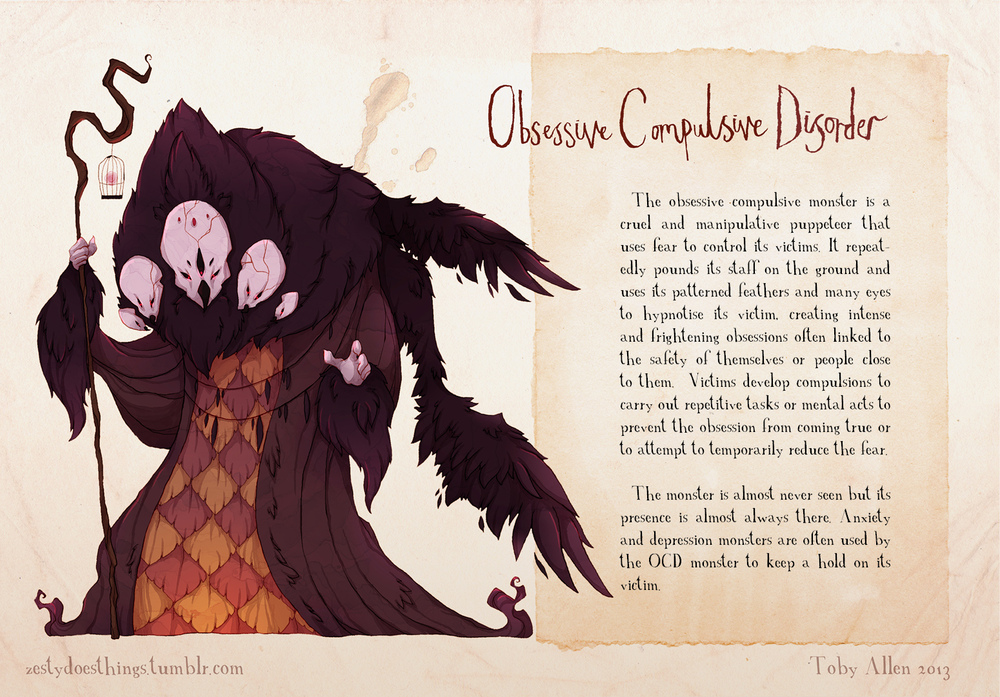 Obsessive Compulsive Disorder
The obsessive compulsive monster is a
cruel and manipulative puppeteer that
uses fear to control its victims. It repeat-
edly pounds its staff on the ground and
uses its patterned feathers and many eyes
to hypnotise its victim, creating intense
and frightening obsessions often linked to
the safety of themselves or people close
to them. Victims develop compulsions to
carry out repetitive tasks or mental acts to
prevent the obsession from coming true or
to attempt to temporarily reduce the fear.
The monster is almost never seen but its
presence is almost always there. Anxiety
and depression monsters are often used by
the OCD monster to keep a hold on its
victim.
zestydoesthings.tumblr.com
Toby Allen 2013